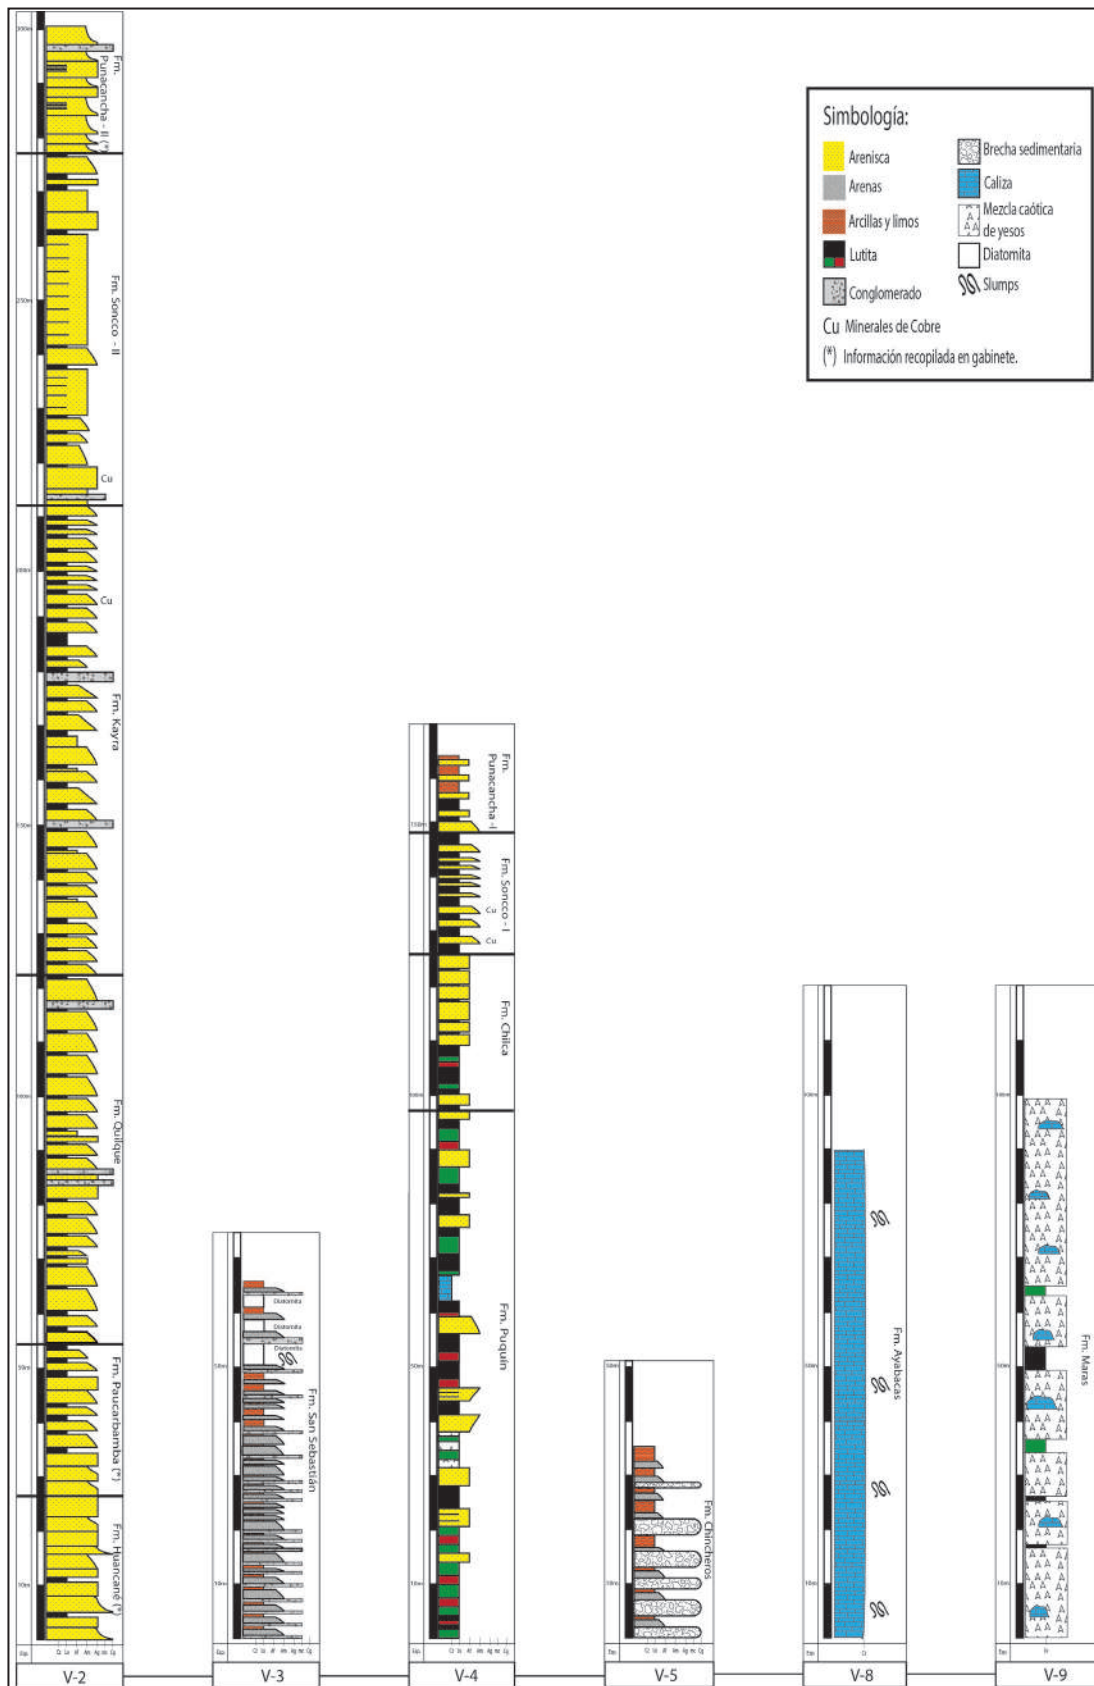 Simbología:
Arenisca
Arenas
Arcillas y limos
Lutita
Conglomerado
Brecha sedimentaria
Caliza
Mezcla caótica
de yesos
Diatomita
Slumps
Cu Minerales de Cobre
(*) Información recopilada en gabinete.
Fm.
Punacancha - II (*)
Fm. Soncco - II
Cu
Fm. Kayra
Cu
Fm. Quilque
Fm. Paucarbamba (*)
Fm. Huancané (*)
V-2
Diatomita
Diatomita
Diatomita
Fm. San Sebastián
V-3
Fm.
Punacancha -I
Fm. Soncco - I
Cu
Cu
Fm. Chilca
Fm. Puquín
V-4
Fm. Chincheros
V-5
Fm. Ayabacas
V-8
Fm. Maras
V-9